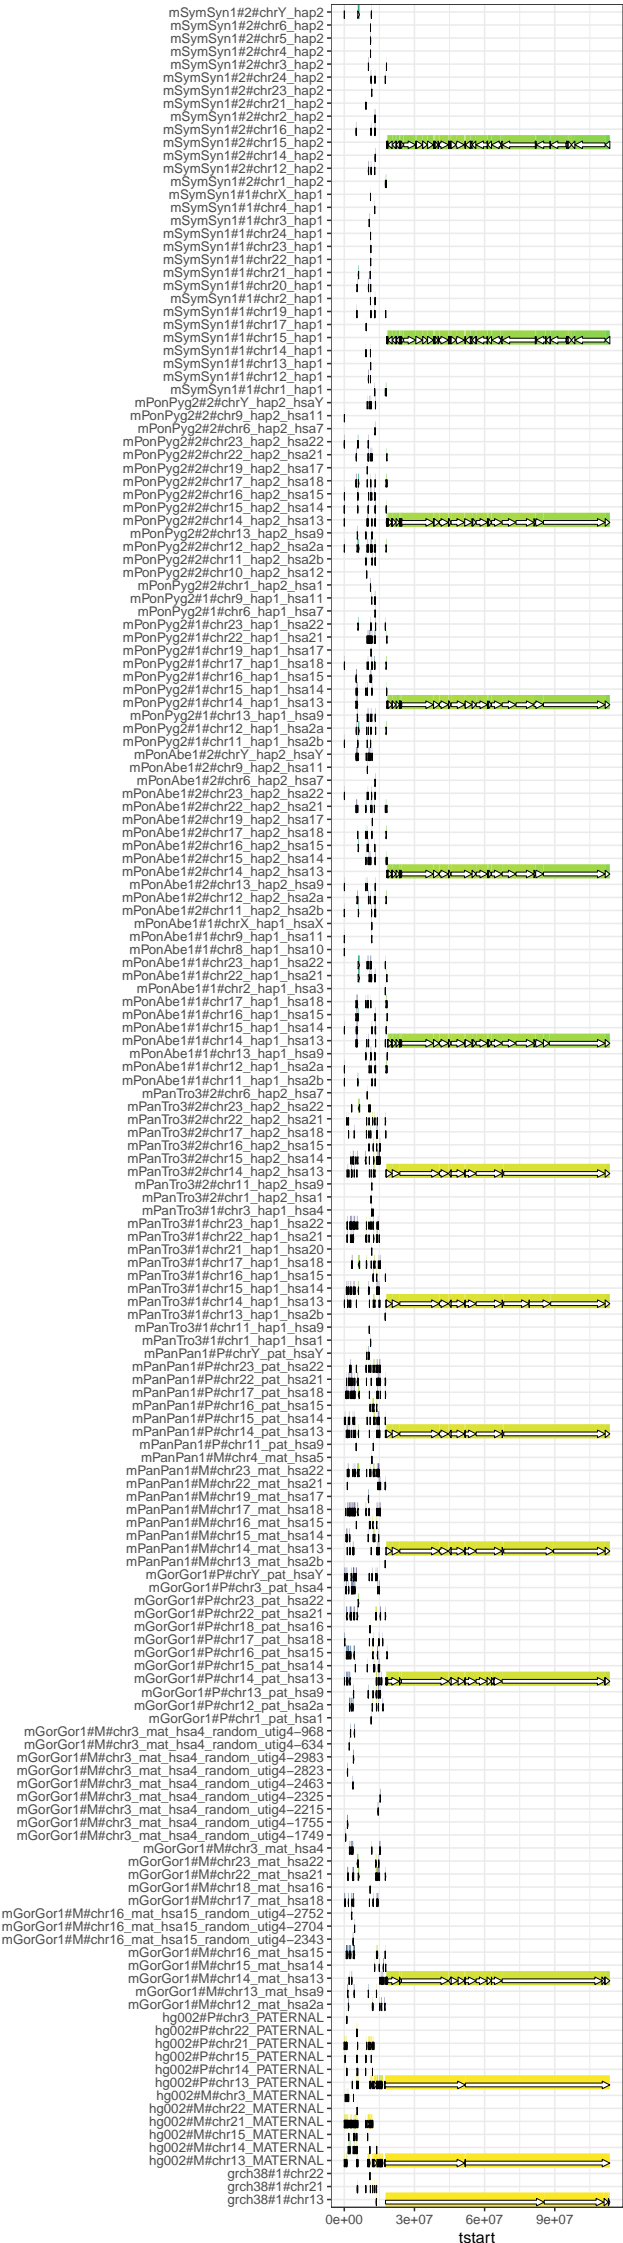 mSymSyn1#2#chrY_hap2
mSymSyn1#2#chr6_hap2
mSymSyn1#2#chr5_hap2
mSymSyn1#2#chr4_hap2
mSymSyn1#2#chr3_hap2
mSymSyn1#2#chr24_hap2
mSymSyn1#2#chr23_hap2
mSymSyn1#2#chr21_hap2
mSymSyn1#2#chr2_hap2
mSymSyn1#2#chr16_hap2
mSymSyn1#2#chr15_hap2
mSymSyn1#2#chr14_hap2
mSymSyn1#2#chr12_hap2
mSymSyn1#2#chr1_hap2
mSymSyn1#1#chrX_hap1
mSymSyn1#1#chr4_hap1
mSymSyn1#1#chr3_hap1
mSymSyn1#1#chr24_hap1
mSymSyn1#1#chr23_hap1
mSymSyn1#1#chr22_hap1
mSymSyn1#1#chr21_hap1
mSymSyn1#1#chr20_hap1
mSymSyn1#1#chr2_hap1
mSymSyn1#1#chr19_hap1
mSymSyn1#1#chr17_hap1
mSymSyn1#1#chr15_hap1
mSymSyn1#1#chr14_hap1
mSymSyn1#1#chr13_hap1
mSymSyn1#1#chr12_hap1
mSymSyn1#1#chr1_hap1
mPonPyg2#2#chrY_hap2_hsaY
mPonPyg2#2#chr9_hap2_hsa11
mPonPyg2#2#chr6_hap2_hsa7
mPonPyg2#2#chr23_hap2_hsa22
mPonPyg2#2#chr22_hap2_hsa21
mPonPyg2#2#chr19_hap2_hsa17
mPonPyg2#2#chr17_hap2_hsa18
mPonPyg2#2#chr16_hap2_hsa15
mPonPyg2#2#chr15_hap2_hsa14
mPonPyg2#2#chr14_hap2_hsa13
mPonPyg2#2#chr13_hap2_hsa9
mPonPyg2#2#chr12_hap2_hsa2a
mPonPyg2#2#chr11_hap2_hsa2b
mPonPyg2#2#chr10_hap2_hsa12
mPonPyg2#2#chr1_hap2_hsa1
mPonPyg2#1#chr9_hap1_hsa11
mPonPyg2#1#chr6_hap1_hsa7
mPonPyg2#1#chr23_hap1_hsa22
mPonPyg2#1#chr22_hap1_hsa21
mPonPyg2#1#chr19_hap1_hsa17
mPonPyg2#1#chr17_hap1_hsa18
mPonPyg2#1#chr16_hap1_hsa15
mPonPyg2#1#chr15_hap1_hsa14
mPonPyg2#1#chr14_hap1_hsa13
mPonPyg2#1#chr13_hap1_hsa9
mPonPyg2#1#chr12_hap1_hsa2a
mPonPyg2#1#chr11_hap1_hsa2b
mPonAbe1#2#chrY_hap2_hsaY
mPonAbe1#2#chr9_hap2_hsa11
mPonAbe1#2#chr6_hap2_hsa7
mPonAbe1#2#chr23_hap2_hsa22
mPonAbe1#2#chr22_hap2_hsa21
mPonAbe1#2#chr19_hap2_hsa17
mPonAbe1#2#chr17_hap2_hsa18
mPonAbe1#2#chr16_hap2_hsa15
mPonAbe1#2#chr15_hap2_hsa14
mPonAbe1#2#chr14_hap2_hsa13
mPonAbe1#2#chr13_hap2_hsa9
mPonAbe1#2#chr12_hap2_hsa2a
mPonAbe1#2#chr11_hap2_hsa2b
mPonAbe1#1#chrX_hap1_hsaX
mPonAbe1#1#chr9_hap1_hsa11
mPonAbe1#1#chr8_hap1_hsa10
mPonAbe1#1#chr23_hap1_hsa22
mPonAbe1#1#chr22_hap1_hsa21
mPonAbe1#1#chr2_hap1_hsa3
mPonAbe1#1#chr17_hap1_hsa18
mPonAbe1#1#chr16_hap1_hsa15
mPonAbe1#1#chr15_hap1_hsa14
mPonAbe1#1#chr14_hap1_hsa13
mPonAbe1#1#chr13_hap1_hsa9
mPonAbe1#1#chr12_hap1_hsa2a
mPonAbe1#1#chr11_hap1_hsa2b
mPanTro3#2#chr6_hap2_hsa7
mPanTro3#2#chr23_hap2_hsa22
mPanTro3#2#chr22_hap2_hsa21
mPanTro3#2#chr17_hap2_hsa18
mPanTro3#2#chr16_hap2_hsa15
mPanTro3#2#chr15_hap2_hsa14
mPanTro3#2#chr14_hap2_hsa13
mPanTro3#2#chr11_hap2_hsa9
mPanTro3#2#chr1_hap2_hsa1
mPanTro3#1#chr3_hap1_hsa4
mPanTro3#1#chr23_hap1_hsa22
mPanTro3#1#chr22_hap1_hsa21
mPanTro3#1#chr21_hap1_hsa20
mPanTro3#1#chr17_hap1_hsa18
mPanTro3#1#chr16_hap1_hsa15
mPanTro3#1#chr15_hap1_hsa14
mPanTro3#1#chr14_hap1_hsa13
mPanTro3#1#chr13_hap1_hsa2b
mPanTro3#1#chr11_hap1_hsa9
mPanTro3#1#chr1_hap1_hsa1
mPanPan1#P#chrY_pat_hsaY
mPanPan1#P#chr23_pat_hsa22
mPanPan1#P#chr22_pat_hsa21
mPanPan1#P#chr17_pat_hsa18
mPanPan1#P#chr16_pat_hsa15
mPanPan1#P#chr15_pat_hsa14
mPanPan1#P#chr14_pat_hsa13
mPanPan1#P#chr11_pat_hsa9
mPanPan1#M#chr4_mat_hsa5
mPanPan1#M#chr23_mat_hsa22
mPanPan1#M#chr22_mat_hsa21
mPanPan1#M#chr19_mat_hsa17
mPanPan1#M#chr17_mat_hsa18
mPanPan1#M#chr16_mat_hsa15
mPanPan1#M#chr15_mat_hsa14
mPanPan1#M#chr14_mat_hsa13
mPanPan1#M#chr13_mat_hsa2b
mGorGor1#P#chrY_pat_hsaY
mGorGor1#P#chr3_pat_hsa4
mGorGor1#P#chr23_pat_hsa22
mGorGor1#P#chr22_pat_hsa21
mGorGor1#P#chr18_pat_hsa16
mGorGor1#P#chr17_pat_hsa18
mGorGor1#P#chr16_pat_hsa15
mGorGor1#P#chr15_pat_hsa14
mGorGor1#P#chr14_pat_hsa13
mGorGor1#P#chr13_pat_hsa9
mGorGor1#P#chr12_pat_hsa2a
mGorGor1#P#chr1_pat_hsa1
mGorGor1#M#chr3_mat_hsa4_random_utig4−968
mGorGor1#M#chr3_mat_hsa4_random_utig4−634
mGorGor1#M#chr3_mat_hsa4_random_utig4−2983
mGorGor1#M#chr3_mat_hsa4_random_utig4−2823
mGorGor1#M#chr3_mat_hsa4_random_utig4−2463
mGorGor1#M#chr3_mat_hsa4_random_utig4−2325
mGorGor1#M#chr3_mat_hsa4_random_utig4−2215
mGorGor1#M#chr3_mat_hsa4_random_utig4−1755
mGorGor1#M#chr3_mat_hsa4_random_utig4−1749
mGorGor1#M#chr3_mat_hsa4
mGorGor1#M#chr23_mat_hsa22
mGorGor1#M#chr22_mat_hsa21
mGorGor1#M#chr18_mat_hsa16
mGorGor1#M#chr17_mat_hsa18
mGorGor1#M#chr16_mat_hsa15_random_utig4−2752
mGorGor1#M#chr16_mat_hsa15_random_utig4−2704
mGorGor1#M#chr16_mat_hsa15_random_utig4−2343
mGorGor1#M#chr16_mat_hsa15
mGorGor1#M#chr15_mat_hsa14
mGorGor1#M#chr14_mat_hsa13
mGorGor1#M#chr13_mat_hsa9
mGorGor1#M#chr12_mat_hsa2a
hg002#P#chr3_PATERNAL
hg002#P#chr22_PATERNAL
hg002#P#chr21_PATERNAL
hg002#P#chr15_PATERNAL
hg002#P#chr14_PATERNAL
hg002#P#chr13_PATERNAL
hg002#M#chr3_MATERNAL
hg002#M#chr22_MATERNAL
hg002#M#chr21_MATERNAL
hg002#M#chr15_MATERNAL
hg002#M#chr14_MATERNAL
hg002#M#chr13_MATERNAL
grch38#1#chr22
grch38#1#chr21
grch38#1#chr13
0e+00 3e+07 6e+07 9e+07
tstart